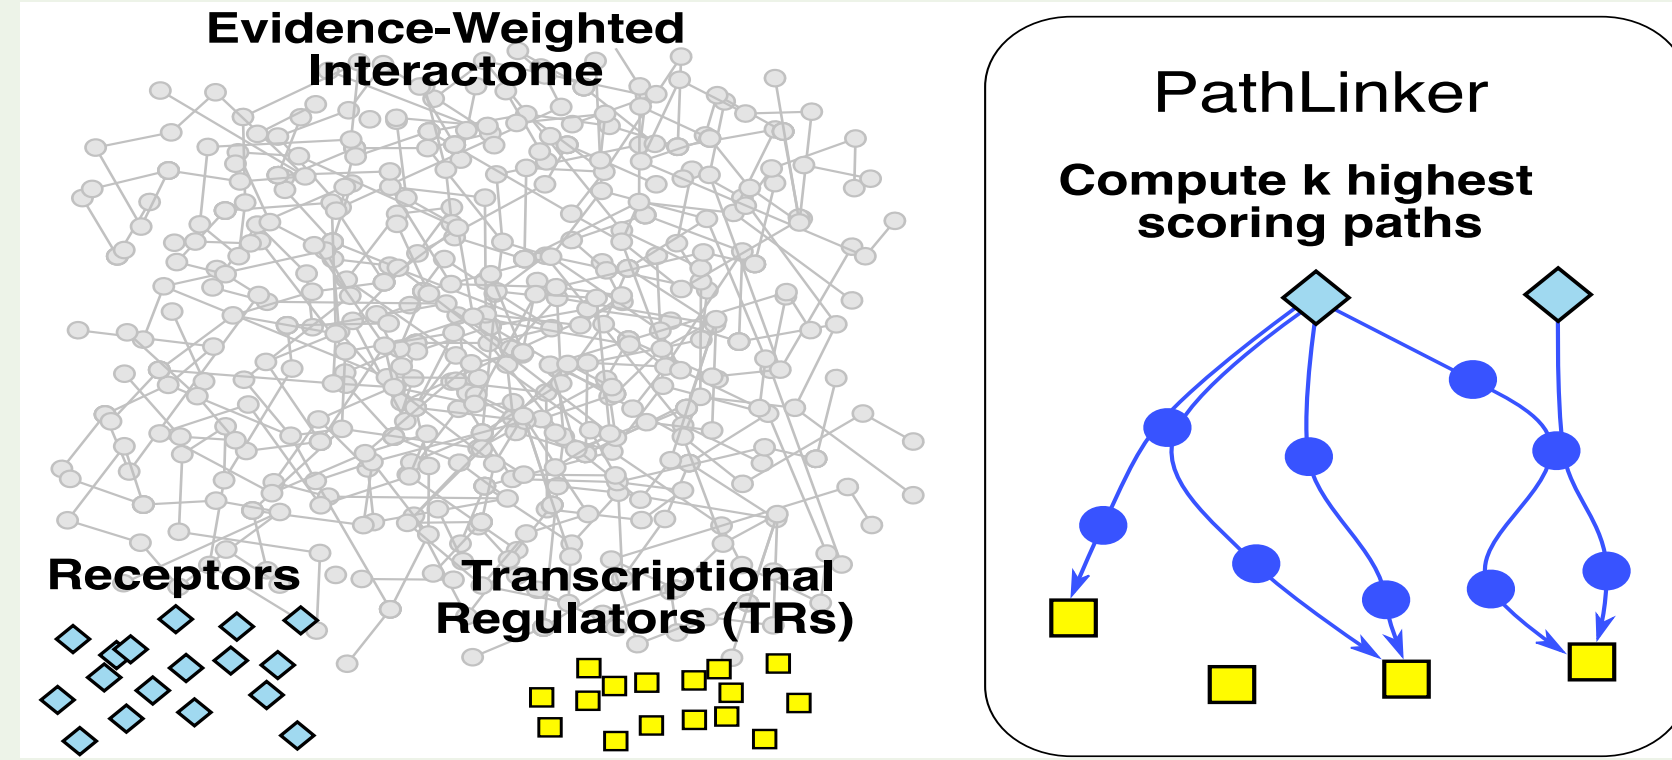 Evidence-Weighted
Interactome
Receptors
Transcriptional
Regulators (TRs)
PathLinker
Compute k highest
scoring paths